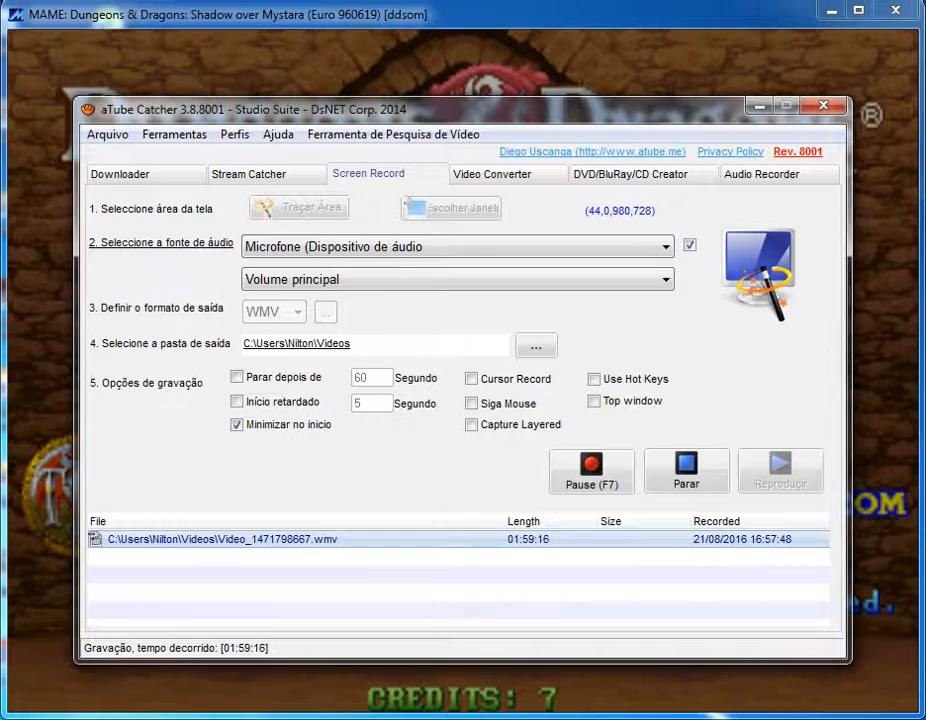 MAME: Dungeons & Dragons: Shadow over Mystara (Euro 960619) [ddsom]
aTube Catcher 3.8.8001 - Studio Suite - DsNET Corp. 2014
Arquivo Ferramentas Perfis Ajuda Ferramenta de Pesquisa de Vídeo
Diego Uscanga (http://www.atube.me) Privacy Policy Rev. 8001
Downloader Stream Catcher Screen Record Video Converter DVD/BluRay/CD Creator Audio Recorder
1. Seleccione área da tela Traçar Área Escolher Janel (44,0,980,728)
2. Seleccione a fonte de áudio Microfone (Dispositivo de áudio
Volume principal
3. Definir o formato de saída WMV ...
4. Selecione a pasta de saída C:\Users\Nilton\Videos ...
5. Opções de gravação Parar depois de 60 Segundo Cursor Record Use Hot Keys
Início retardado 5 Segundo Siga Mouse Top window
Minimizar no inicio Capture Layered
Pause (F7) Parar Reproduçir
File Length Size Recorded
C:\Users\Nilton\Videos\Video_1471798667.wmv 01:59:16 21/08/2016 16:57:48
Gravação, tempo decorrido: [01:59:16]
CREDITS: 7